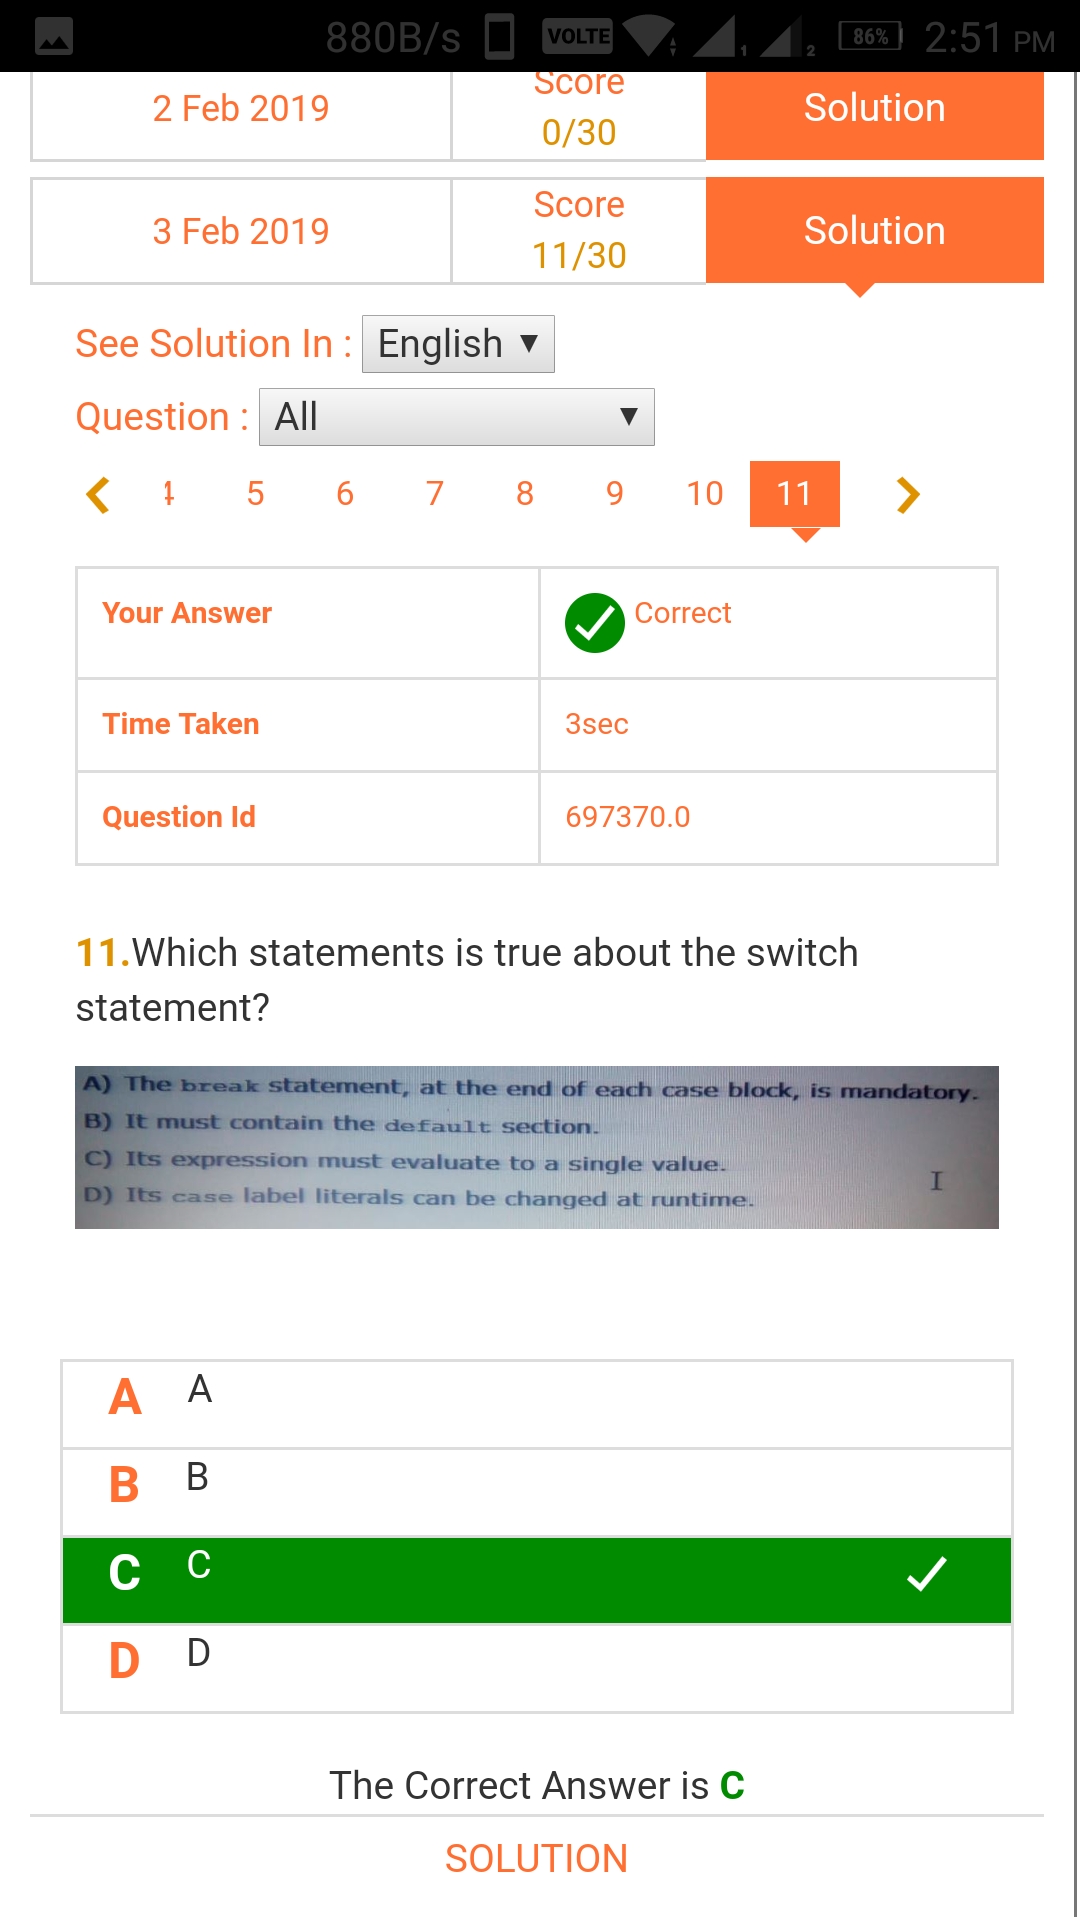 880B/s VOLTE 1 2 86% 2:51 PM
2 Feb 2019 Score 0/30 Solution
3 Feb 2019 Score 11/30 Solution
See Solution In : English
Question : All
4 5 6 7 8 9 10 11
Your Answer Correct
Time Taken 3sec
Question Id 697370.0
11.Which statements is true about the switch
statement?
A) The break statement, at the end of each case block, is mandatory.
B) It must contain the default section.
C) Its expression must evaluate to a single value.
D) Its case label literals can be changed at runtime.
A A
B B
C C
D D
The Correct Answer is C
SOLUTION